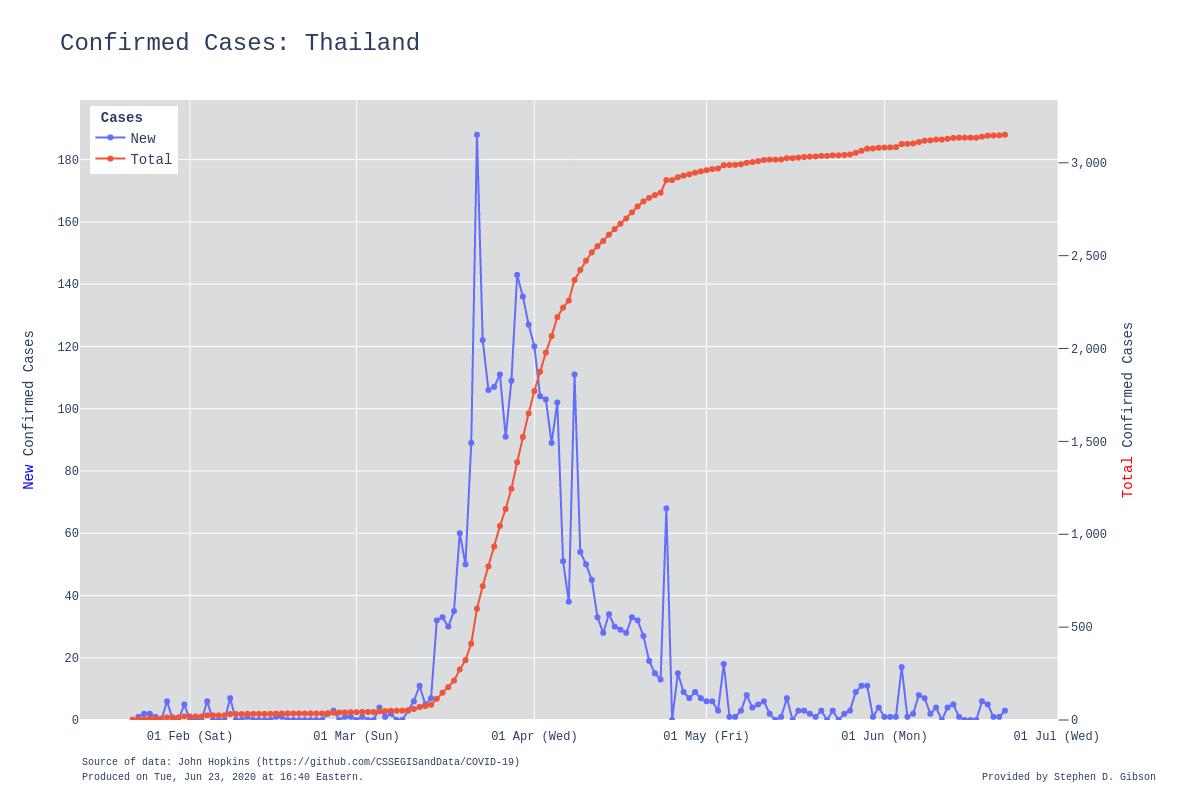 Confirmed Cases: Thailand
Cases
New
Total
180
160
140
120
100
80
60
40
20
0
New Confirmed Cases
3,000
2,500
2,000
1,500
1,000
500
0
Total Confirmed Cases
01 Feb (Sat)
01 Mar (Sun)
01 Apr (Wed)
01 May (Fri)
01 Jun (Mon)
01 Jul (Wed)
Source of data: John Hopkins (https://github.com/CSSEGISandData/COVID-19)
Produced on Tue, Jun 23, 2020 at 16:40 Eastern.
Provided by Stephen D. Gibson